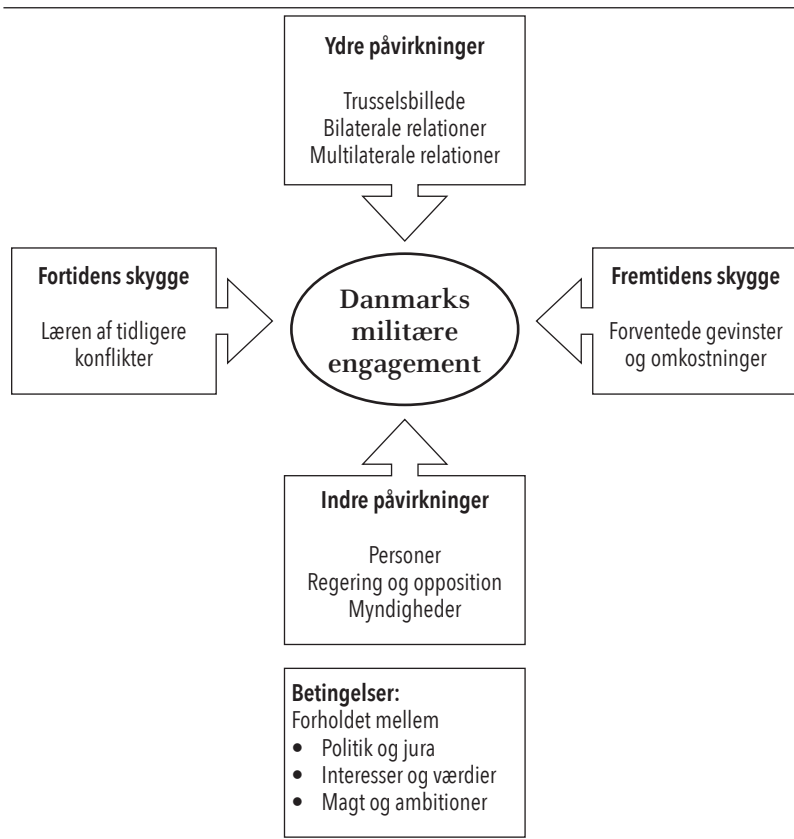 Ydre påvirkninger
Trusselsbillede
Bilaterale relationer
Multilaterale relationer
Fortidens skygge
Læren af tidligere
konflikter
Danmarks
militære
engagement
Fremtidens skygge
Forventede gevinster
og omkostninger
Indre påvirkninger
Personer
Regering og opposition
Myndigheder
Betingelser:
Forholdet mellem
• Politik og jura
• Interesser og værdier
• Magt og ambitioner